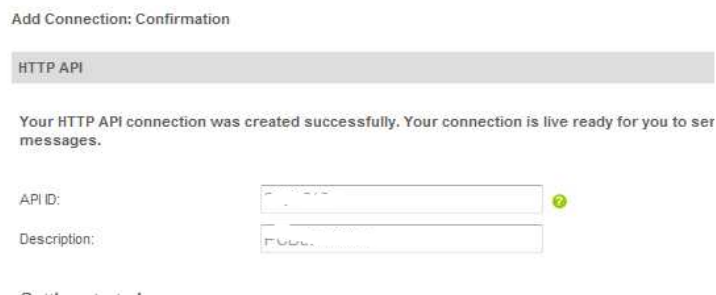 Add Connection: Confirmation
HTTP API
Your HTTP API connection was created successfully. Your connection is live ready for you to
messages.
API ID:
Description: